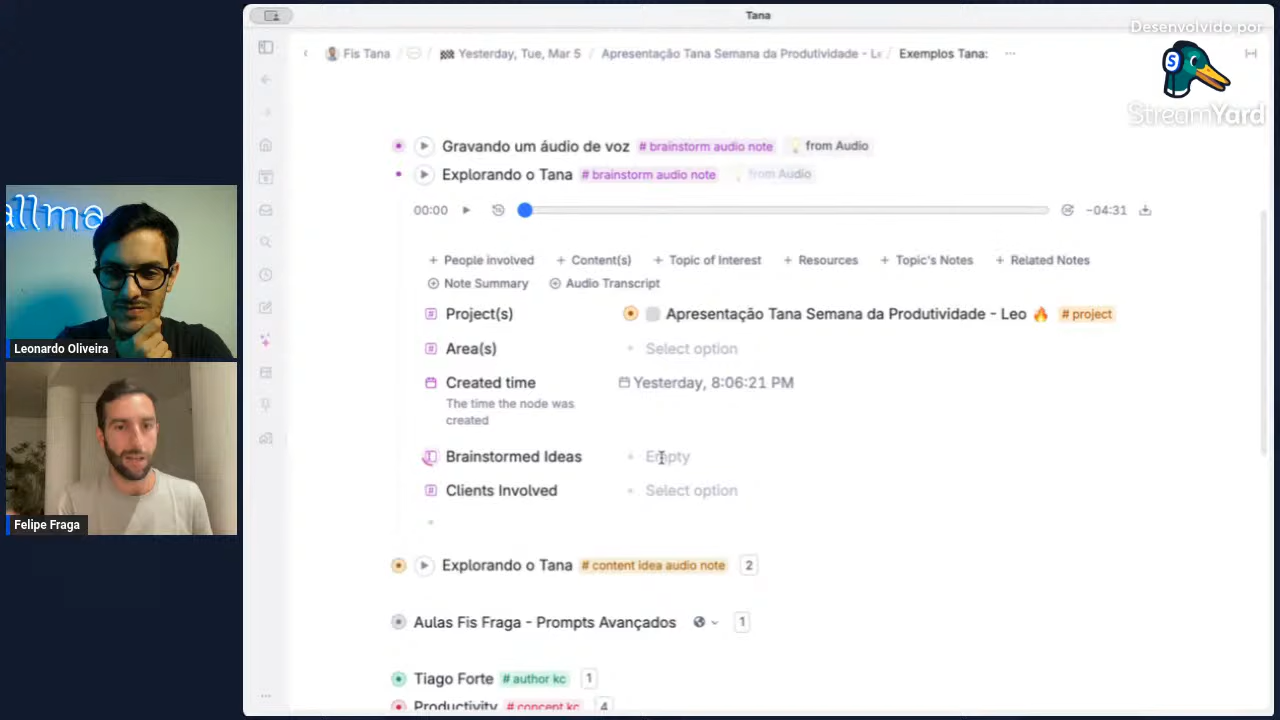 Tana
Desenvolvido por
StreamYard
Fis Tana / / Yesterday, Tue, Mar 5 / Apresentação Tana Semana da Produtividade - Le / Exemplos Tana: ...
Gravando um áudio de voz # brainstorm audio note from Audio
Explorando o Tana # brainstorm audio note from Audio
00:00 −04:31
+ People involved + Content(s) + Topic of Interest + Resources + Topic's Notes + Related Notes
Note Summary Audio Transcript
Project(s) Apresentação Tana Semana da Produtividade - Leo 🔥 # project
Area(s) Select option
Created time Yesterday, 8:06:21 PM
The time the node was
created
Brainstormed Ideas Empty
Clients Involved Select option
Explorando o Tana # content idea audio note 2
Aulas Fis Fraga - Prompts Avançados 1
Tiago Forte # author kc 1
Productivity # concept kc 4
allma
Leonardo Oliveira
Felipe Fraga